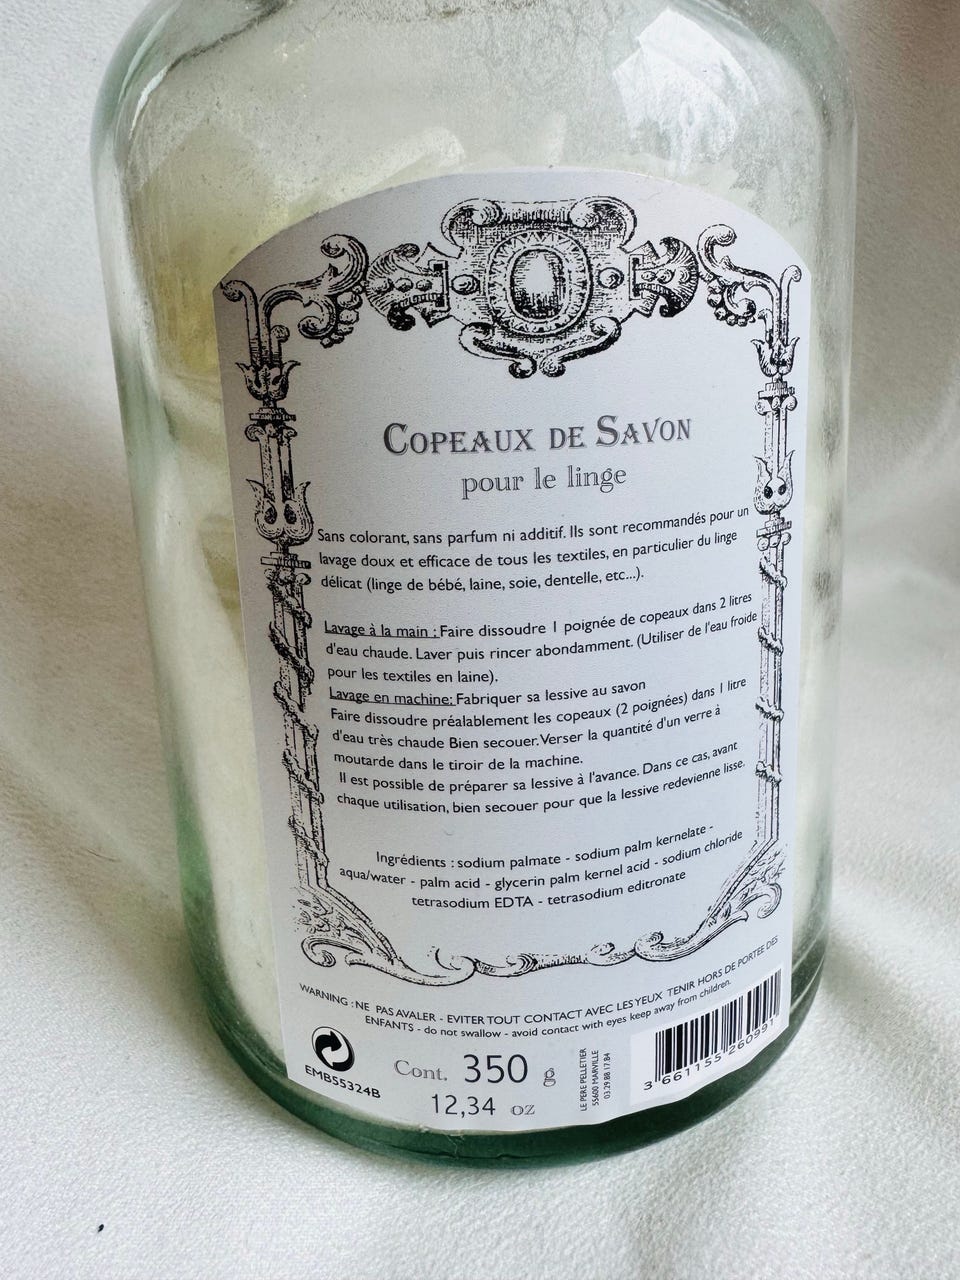 COPEAUX DE SAVON
pour le linge
Sans colorant, sans parfum ni additif. Ils sont recommandés pour un
lavage doux et efficace de tous les textiles, en particulier du linge
délicat (linge de bébé, laine, soie, dentelle, etc...).
Lavage à la main : Faire dissoudre 1 poignée de copeaux dans 2 litres
d'eau chaude. Laver puis rincer abondamment. (Utiliser de l'eau froide
pour les textiles en laine).
Lavage en machine: Fabriquer sa lessive au savon
Faire dissoudre préalablement les copeaux (2 poignées) dans 1 litre
d'eau très chaude Bien secouer. Verser la quantité d'un verre à
moutarde dans le tiroir de la machine.
Il est possible de préparer sa lessive à l'avance. Dans ce cas, avant
chaque utilisation, bien secouer pour que la lessive redevienne lisse.
Ingrédients : sodium palmate - sodium palm kernelate -
aqua/water - palm acid - glycerin palm kernel acid - sodium chloride
tetrasodium EDTA - tetrasodium editronate
WARNING : NE PAS AVALER - EVITER TOUT CONTACT AVEC LES YEUX TENIR HORS DE PORTEE DES
ENFANTS - do not swallow - avoid contact with eyes keep away from children.
EMB55324B
Cont. 350 g
12,34 oz
LE PERE PELLETIER
55600 MARVILLE
03 29 88 17 84
3 661155 260991